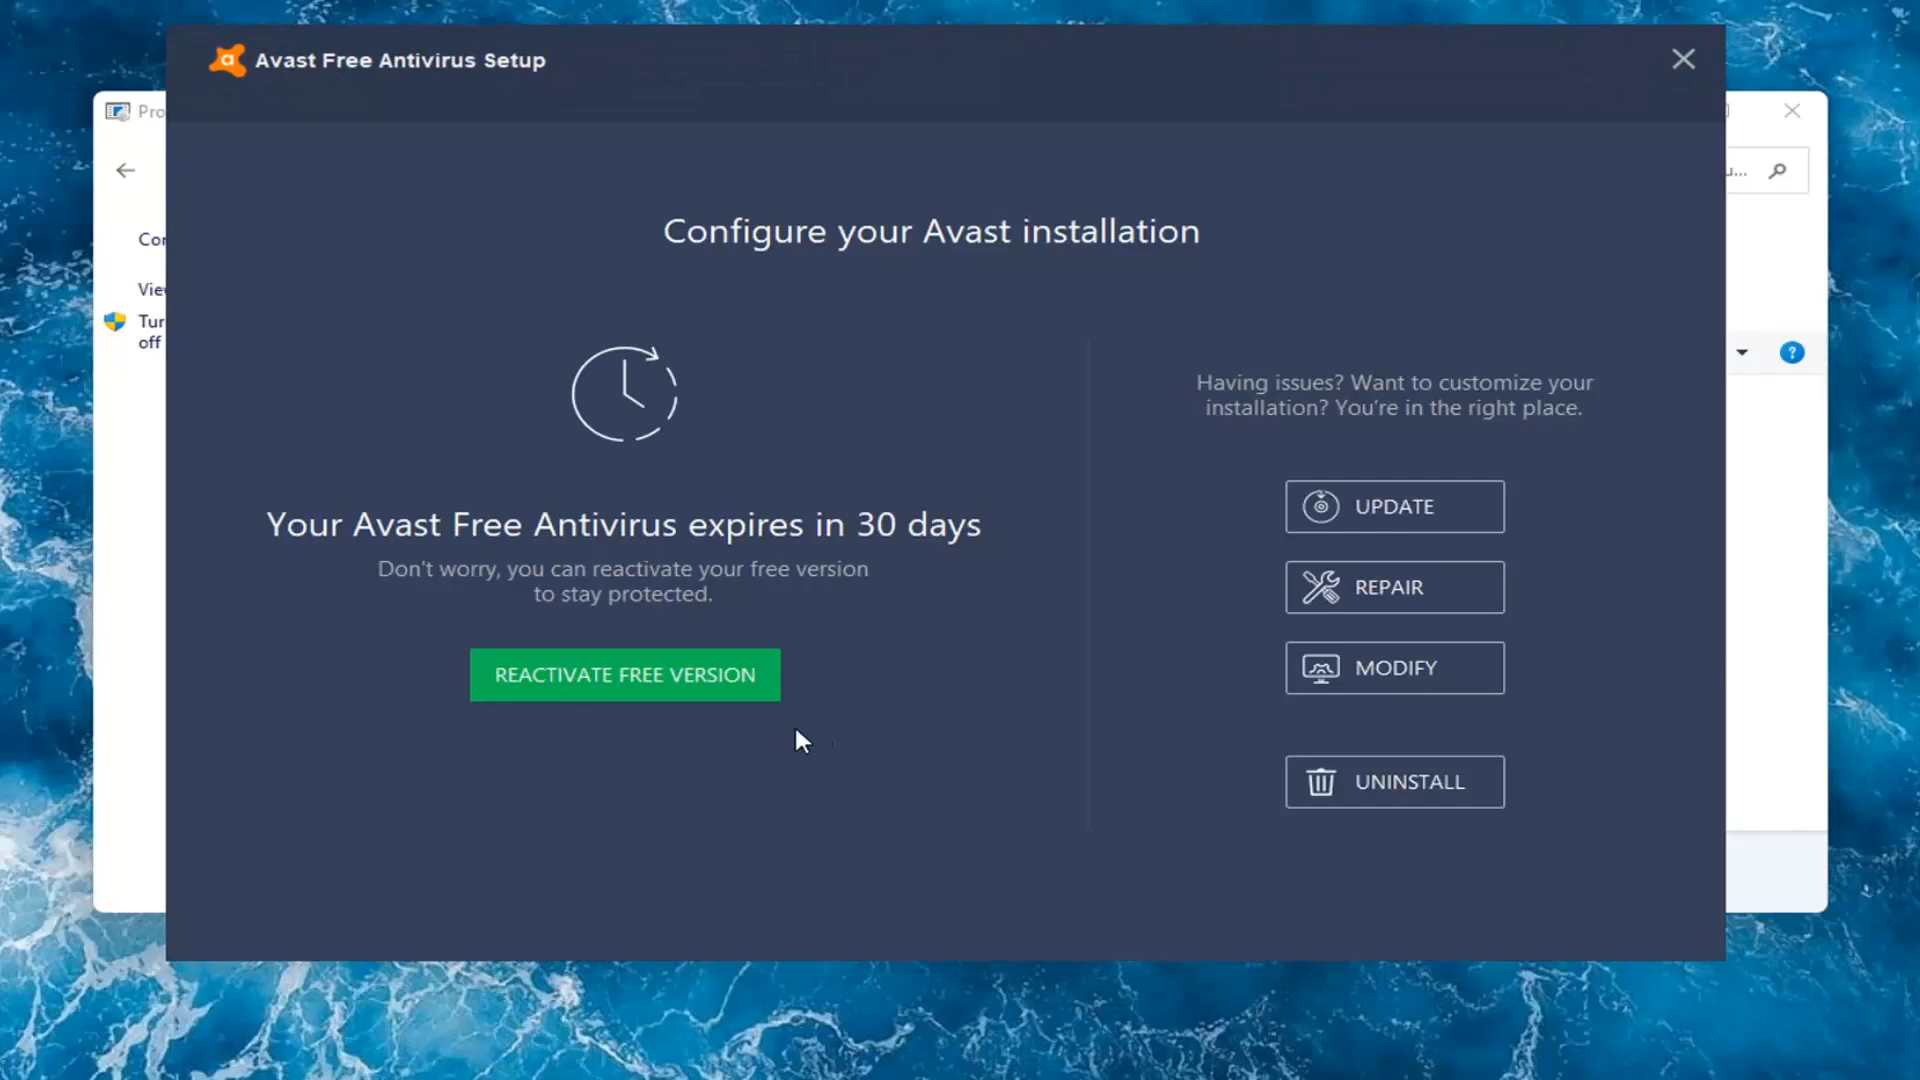 Avast Free Antivirus Setup
Configure your Avast installation
Your Avast Free Antivirus expires in 30 days
Don't worry, you can reactivate your free version
to stay protected.
REACTIVATE FREE VERSION
Having issues? Want to customize your
installation? You're in the right place.
UPDATE
REPAIR
MODIFY
UNINSTALL
off